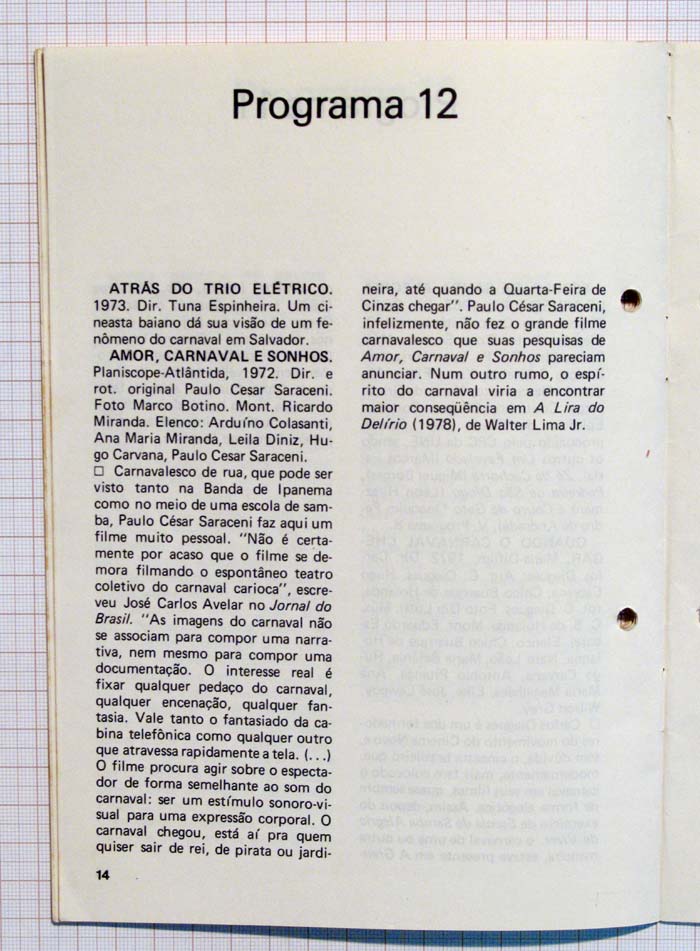 Programa 12
ATRÁS DO TRIO ELÉTRICO.
1973. Dir. Tuna Espinheira. Um ci-
neasta baiano dá sua visão de um fe-
nômeno do carnaval em Salvador.
AMOR, CARNAVAL E SONHOS.
Planiscope-Atlântida, 1972. Dir. e
rot. original Paulo Cesar Saraceni.
Foto Marco Botino. Mont. Ricardo
Miranda. Elenco: Arduíno Colasanti,
Ana Maria Miranda, Leila Diniz, Hu-
go Carvana, Paulo Cesar Saraceni.
□ Carnavalesco de rua, que pode ser
visto tanto na Banda de Ipanema
como no meio de uma escola de sam-
ba, Paulo César Saraceni faz aqui um
filme muito pessoal. "Não é certa-
mente por acaso que o filme se de-
mora filmando o espontâneo teatro
coletivo do carnaval carioca", escre-
veu José Carlos Avelar no Jornal do
Brasil. "As imagens do carnaval não
se associam para compor uma narra-
tiva, nem mesmo para compor uma
documentação. O interesse real é
fixar qualquer pedaço do carnaval,
qualquer encenação, qualquer fan-
tasia. Vale tanto o fantasiado da ca-
bina telefônica como qualquer outro
que atravessa rapidamente a tela. (...)
O filme procura agir sobre o especta-
dor de forma semelhante ao som do
carnaval: ser um estímulo sonoro-vi-
sual para uma expressão corporal. O
carnaval chegou, está aí pra quem
quiser sair de rei, de pirata ou jardi-
neira, até quando a Quarta-Feira de
Cinzas chegar". Paulo César Saraceni,
infelizmente, não fez o grande filme
carnavalesco que suas pesquisas de
Amor, Carnaval e Sonhos pareciam
anunciar. Num outro rumo, o espí-
rito do carnaval viria a encontrar
maior conseqüência em A Lira do
Delírio (1978), de Walter Lima Jr.
14